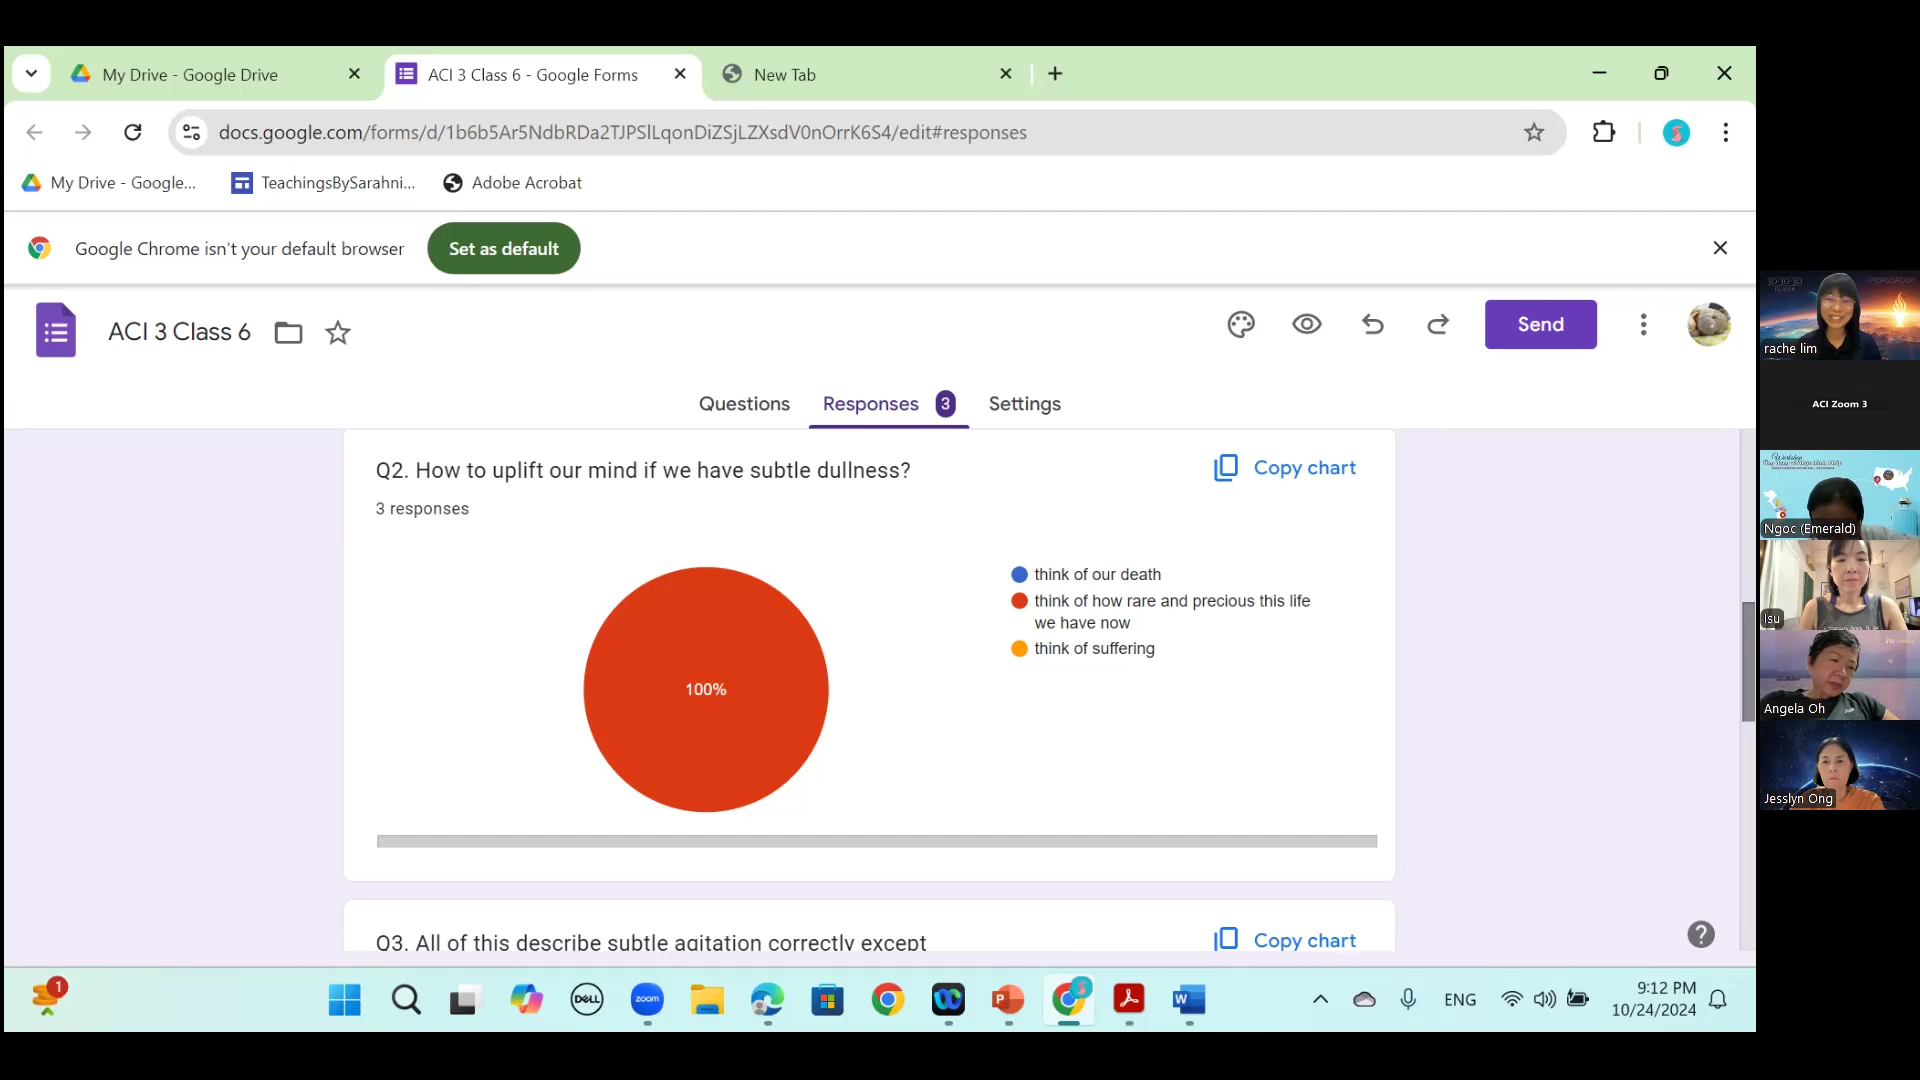 My Drive - Google Drive
ACI 3 Class 6 - Google Forms
New Tab
docs.google.com/forms/d/1b6b5Ar5NdbRDa2TJPSlLqonDiZSjLZXsdV0nOrrK6S4/edit#responses
My Drive - Google...
TeachingsBySarahni...
Adobe Acrobat
Google Chrome isn't your default browser
Set as default
ACI 3 Class 6
Send
Questions
Responses
3
Settings
Q2. How to uplift our mind if we have subtle dullness?
Copy chart
3 responses
think of our death
think of how rare and precious this life
we have now
think of suffering
100%
Q3. All of this describe subtle agitation correctly except
Copy chart
1
DELL
zoom
ENG
9:12 PM
10/24/2024
rache lim
ACI Zoom 3
Workshop
Ngoc (Emerald)
Isu
Angela Oh
Jesslyn Ong